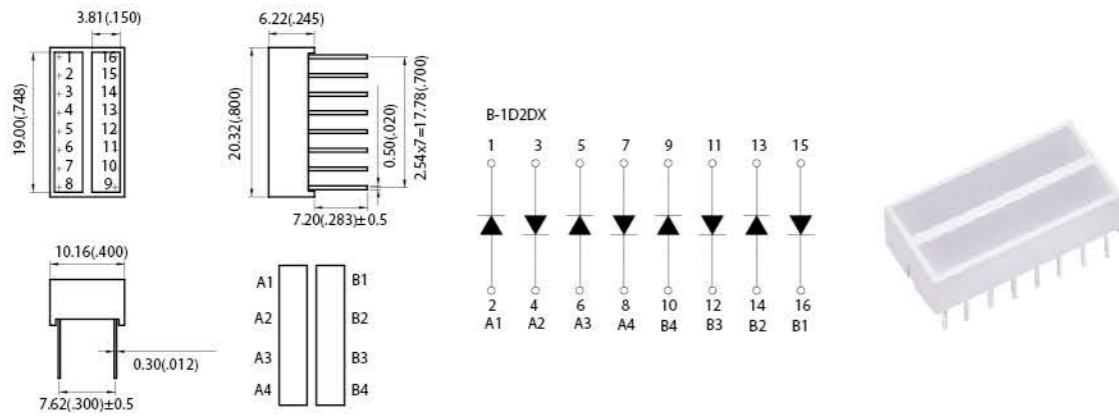 3.81(.150)
19.00(.748)
1 16
2 15
3 14
4 13
5 12
6 11
7 10
8 9
6.22(.245)
20.32(.800)
0.50(.020)
2.54x7=17.78(.700)
7.20(.283)±0.5
10.16(.400)
0.30(.012)
7.62(.300)±0.5
A1 B1
A2 B2
A3 B3
A4 B4
B-1D2DX
1 3 5 7 9 11 13 15
2 4 6 8 10 12 14 16
A1 A2 A3 A4 B4 B3 B2 B1